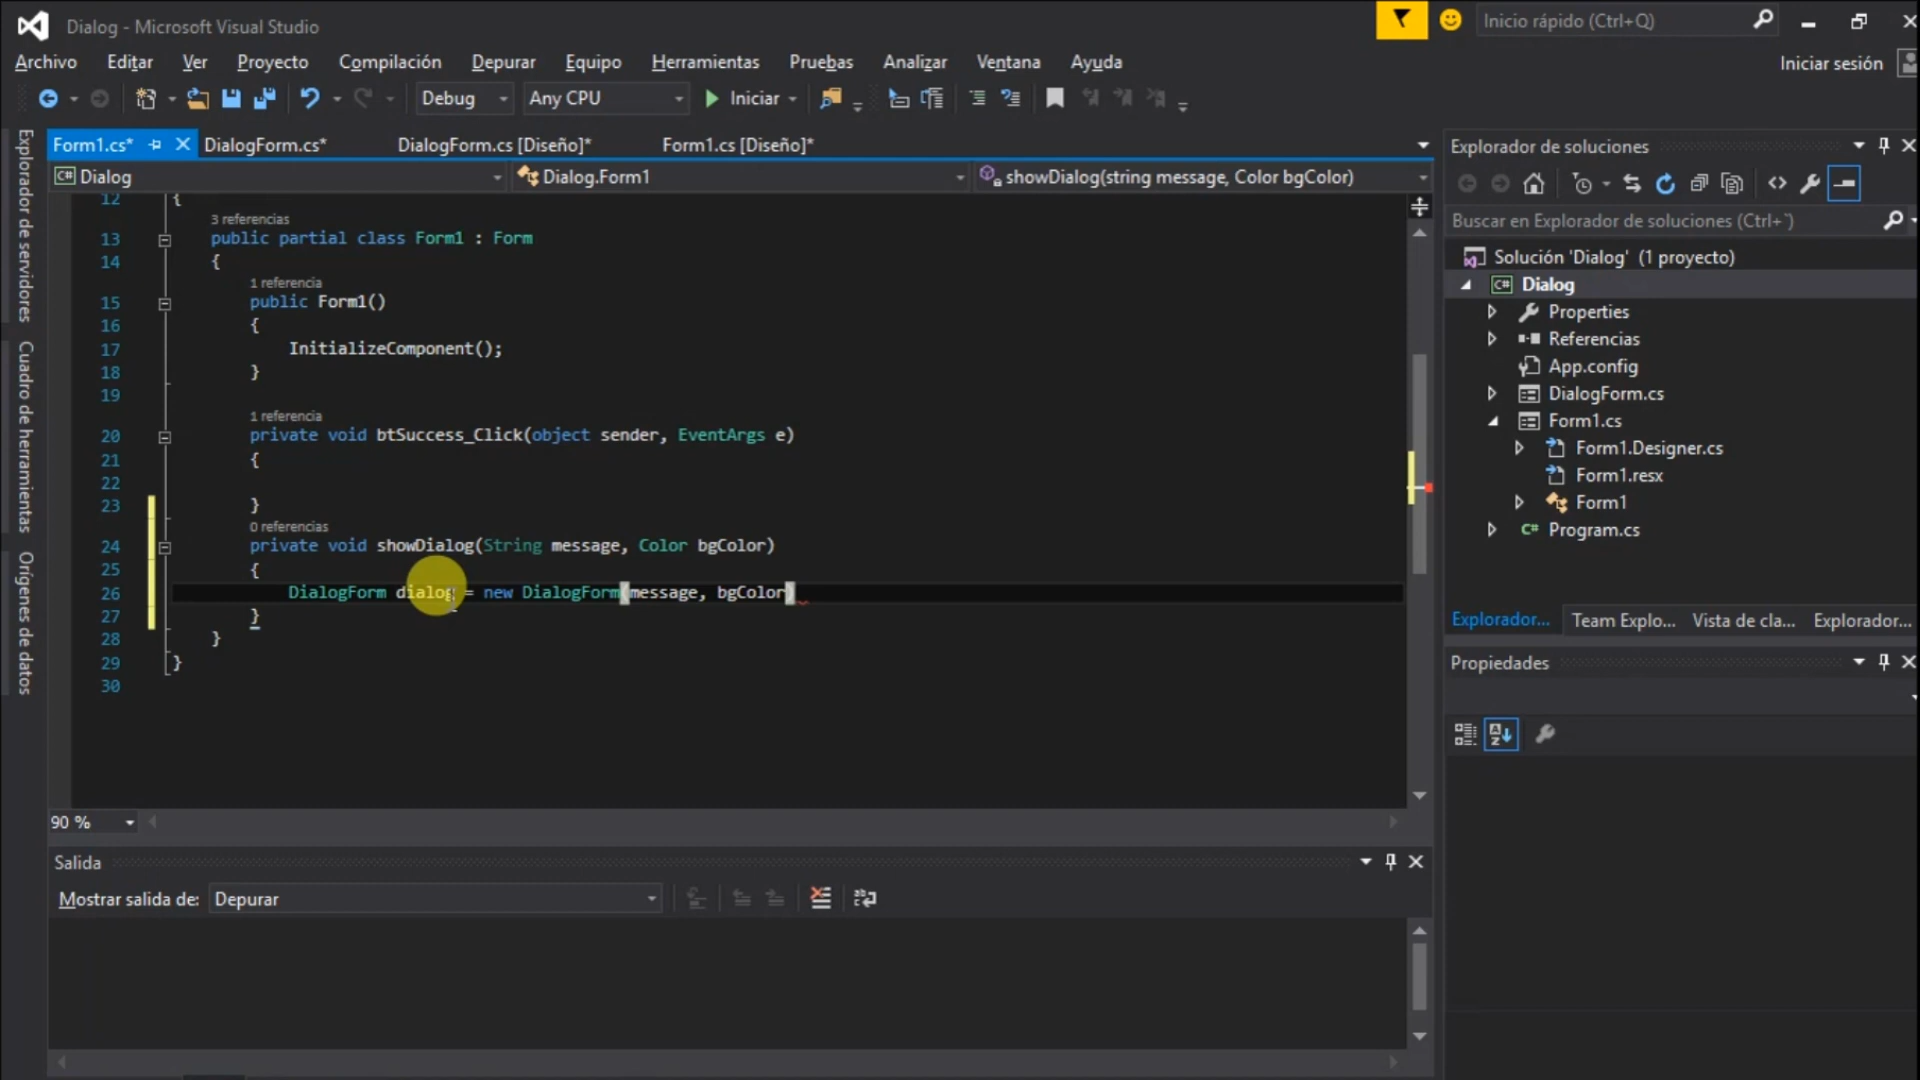 Dialog - Microsoft Visual Studio
Inicio rápido (Ctrl+Q)
Archivo Editar Ver Proyecto Compilación Depurar Equipo Herramientas Pruebas Analizar Ventana Ayuda
Iniciar sesión
Debug Any CPU Iniciar
Form1.cs* DialogForm.cs* DialogForm.cs [Diseño]* Form1.cs [Diseño]*
Dialog Dialog.Form1 showDialog(string message, Color bgColor)
Explorador de servidores
Cuadro de herramientas
Orígenes de datos
12 {
3 referencias
13 public partial class Form1 : Form
14 {
1 referencia
15 public Form1()
16 {
17 InitializeComponent();
18 }
19
1 referencia
20 private void btSuccess_Click(object sender, EventArgs e)
21 {
22
23 }
0 referencias
24 private void showDialog(String message, Color bgColor)
25 {
26 DialogForm dialog = new DialogForm(message, bgColor)
27 }
28 }
29 }
30
90 %
Salida
Mostrar salida de: Depurar
Explorador de soluciones
Buscar en Explorador de soluciones (Ctrl+´)
Solución 'Dialog' (1 proyecto)
C# Dialog
Properties
Referencias
App.config
DialogForm.cs
Form1.cs
Form1.Designer.cs
Form1.resx
Form1
C# Program.cs
Explorador... Team Explo... Vista de cla... Explorador...
Propiedades